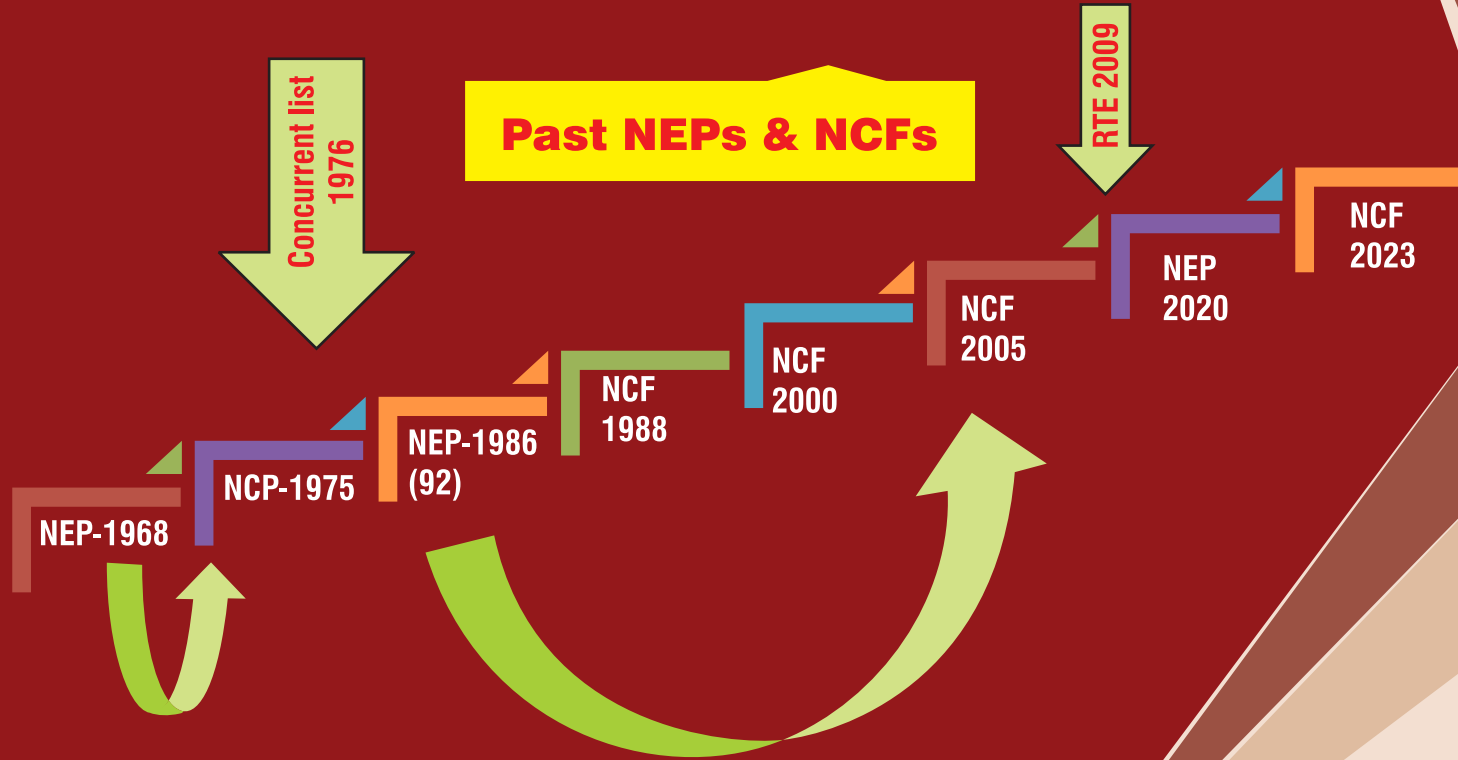 Concurrent list
1976
Past NEPs & NCFs
RTE 2009
NEP-1968
NCP-1975
NEP-1986
(92)
NCF
1988
NCF
2000
NCF
2005
NEP
2020
NCF
2023